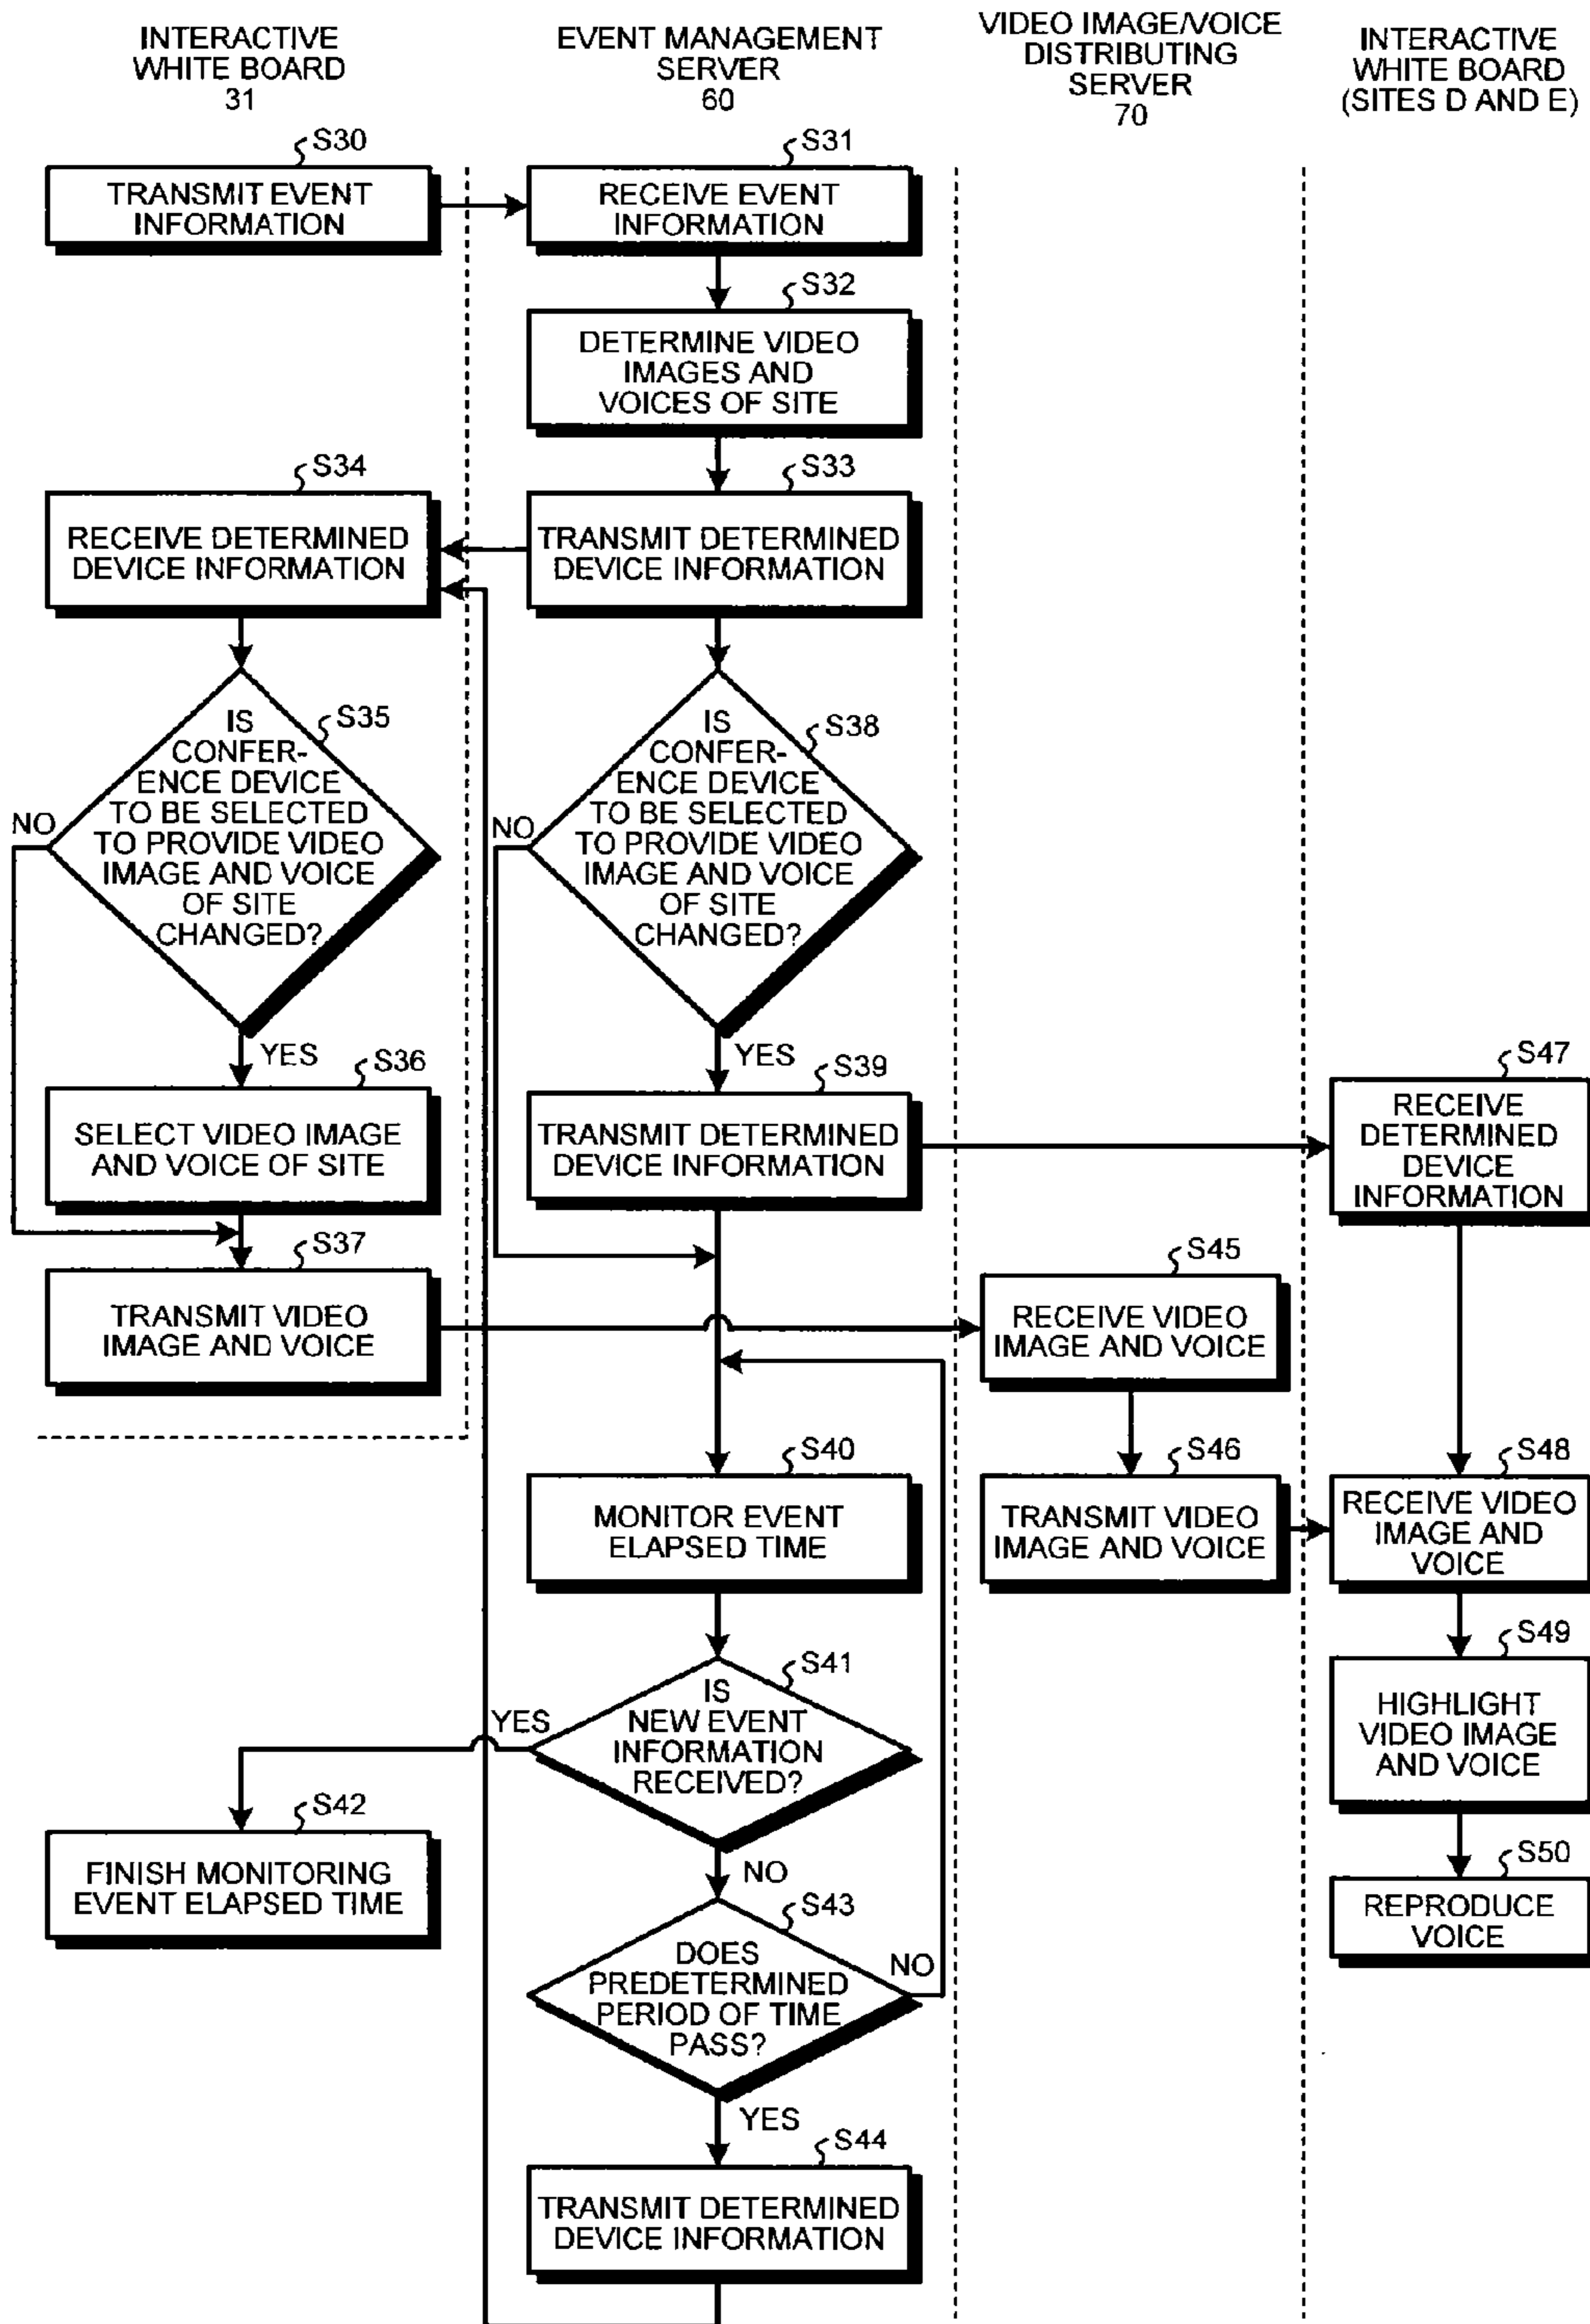 INTERACTIVE
WHITE BOARD
31
EVENT MANAGEMENT
SERVER
60
VIDEO IMAGE/VOICE
DISTRIBUTING
SERVER
70
INTERACTIVE
WHITE BOARD
(SITES D AND E)
S30
TRANSMIT EVENT
INFORMATION
S31
RECEIVE EVENT
INFORMATION
S32
DETERMINE VIDEO
IMAGES AND
VOICES OF SITE
S34
RECEIVE DETERMINED
DEVICE INFORMATION
S33
TRANSMIT DETERMINED
DEVICE INFORMATION
S35
IS
CONFER-
ENCE DEVICE
TO BE SELECTED
TO PROVIDE VIDEO
IMAGE AND VOICE
OF SITE
CHANGED?
NO
YES
S38
IS
CONFER-
ENCE DEVICE
TO BE SELECTED
TO PROVIDE VIDEO
IMAGE AND VOICE
OF SITE
CHANGED?
NO
YES
S36
SELECT VIDEO IMAGE
AND VOICE OF SITE
S39
TRANSMIT DETERMINED
DEVICE INFORMATION
S47
RECEIVE
DETERMINED
DEVICE
INFORMATION
S37
TRANSMIT VIDEO
IMAGE AND VOICE
S45
RECEIVE VIDEO
IMAGE AND VOICE
S40
MONITOR EVENT
ELAPSED TIME
S46
TRANSMIT VIDEO
IMAGE AND VOICE
S48
RECEIVE VIDEO
IMAGE AND
VOICE
S41
IS
NEW EVENT
INFORMATION
RECEIVED?
YES
NO
S49
HIGHLIGHT
VIDEO IMAGE
AND VOICE
S42
FINISH MONITORING
EVENT ELAPSED TIME
S50
REPRODUCE
VOICE
S43
DOES
PREDETERMINED
PERIOD OF TIME
PASS?
NO
YES
S44
TRANSMIT DETERMINED
DEVICE INFORMATION